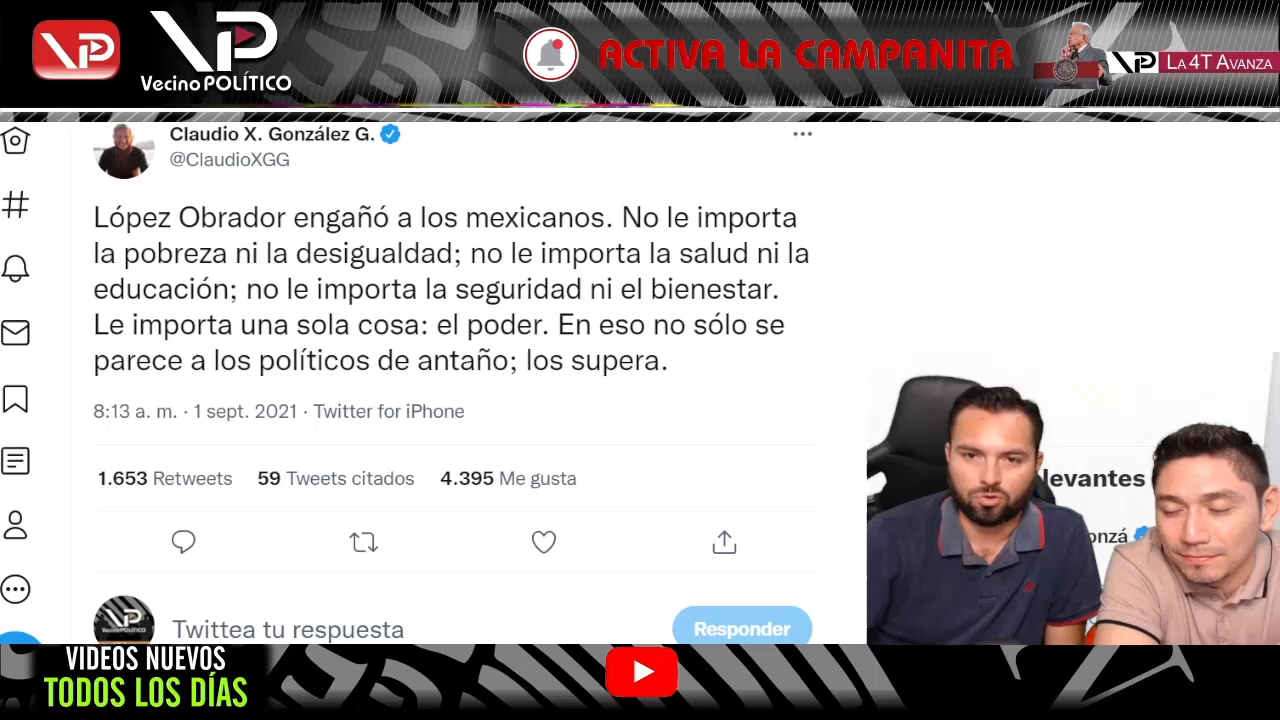 VP
VP
Vecino POLÍTICO
ACTIVA LA CAMPANITA
VP LA 4T AVANZA
Claudio X. González G.
@ClaudioXGG
López Obrador engañó a los mexicanos. No le importa
la pobreza ni la desigualdad; no le importa la salud ni la
educación; no le importa la seguridad ni el bienestar.
Le importa una sola cosa: el poder. En eso no sólo se
parece a los políticos de antaño; los supera.
8:13 a. m. · 1 sept. 2021 · Twitter for iPhone
1.653 Retweets 59 Tweets citados 4.395 Me gusta
levantes
onzá
VP
Vecino POLÍTICO
Twittea tu respuesta
Responder
VIDEOS NUEVOS
TODOS LOS DÍAS